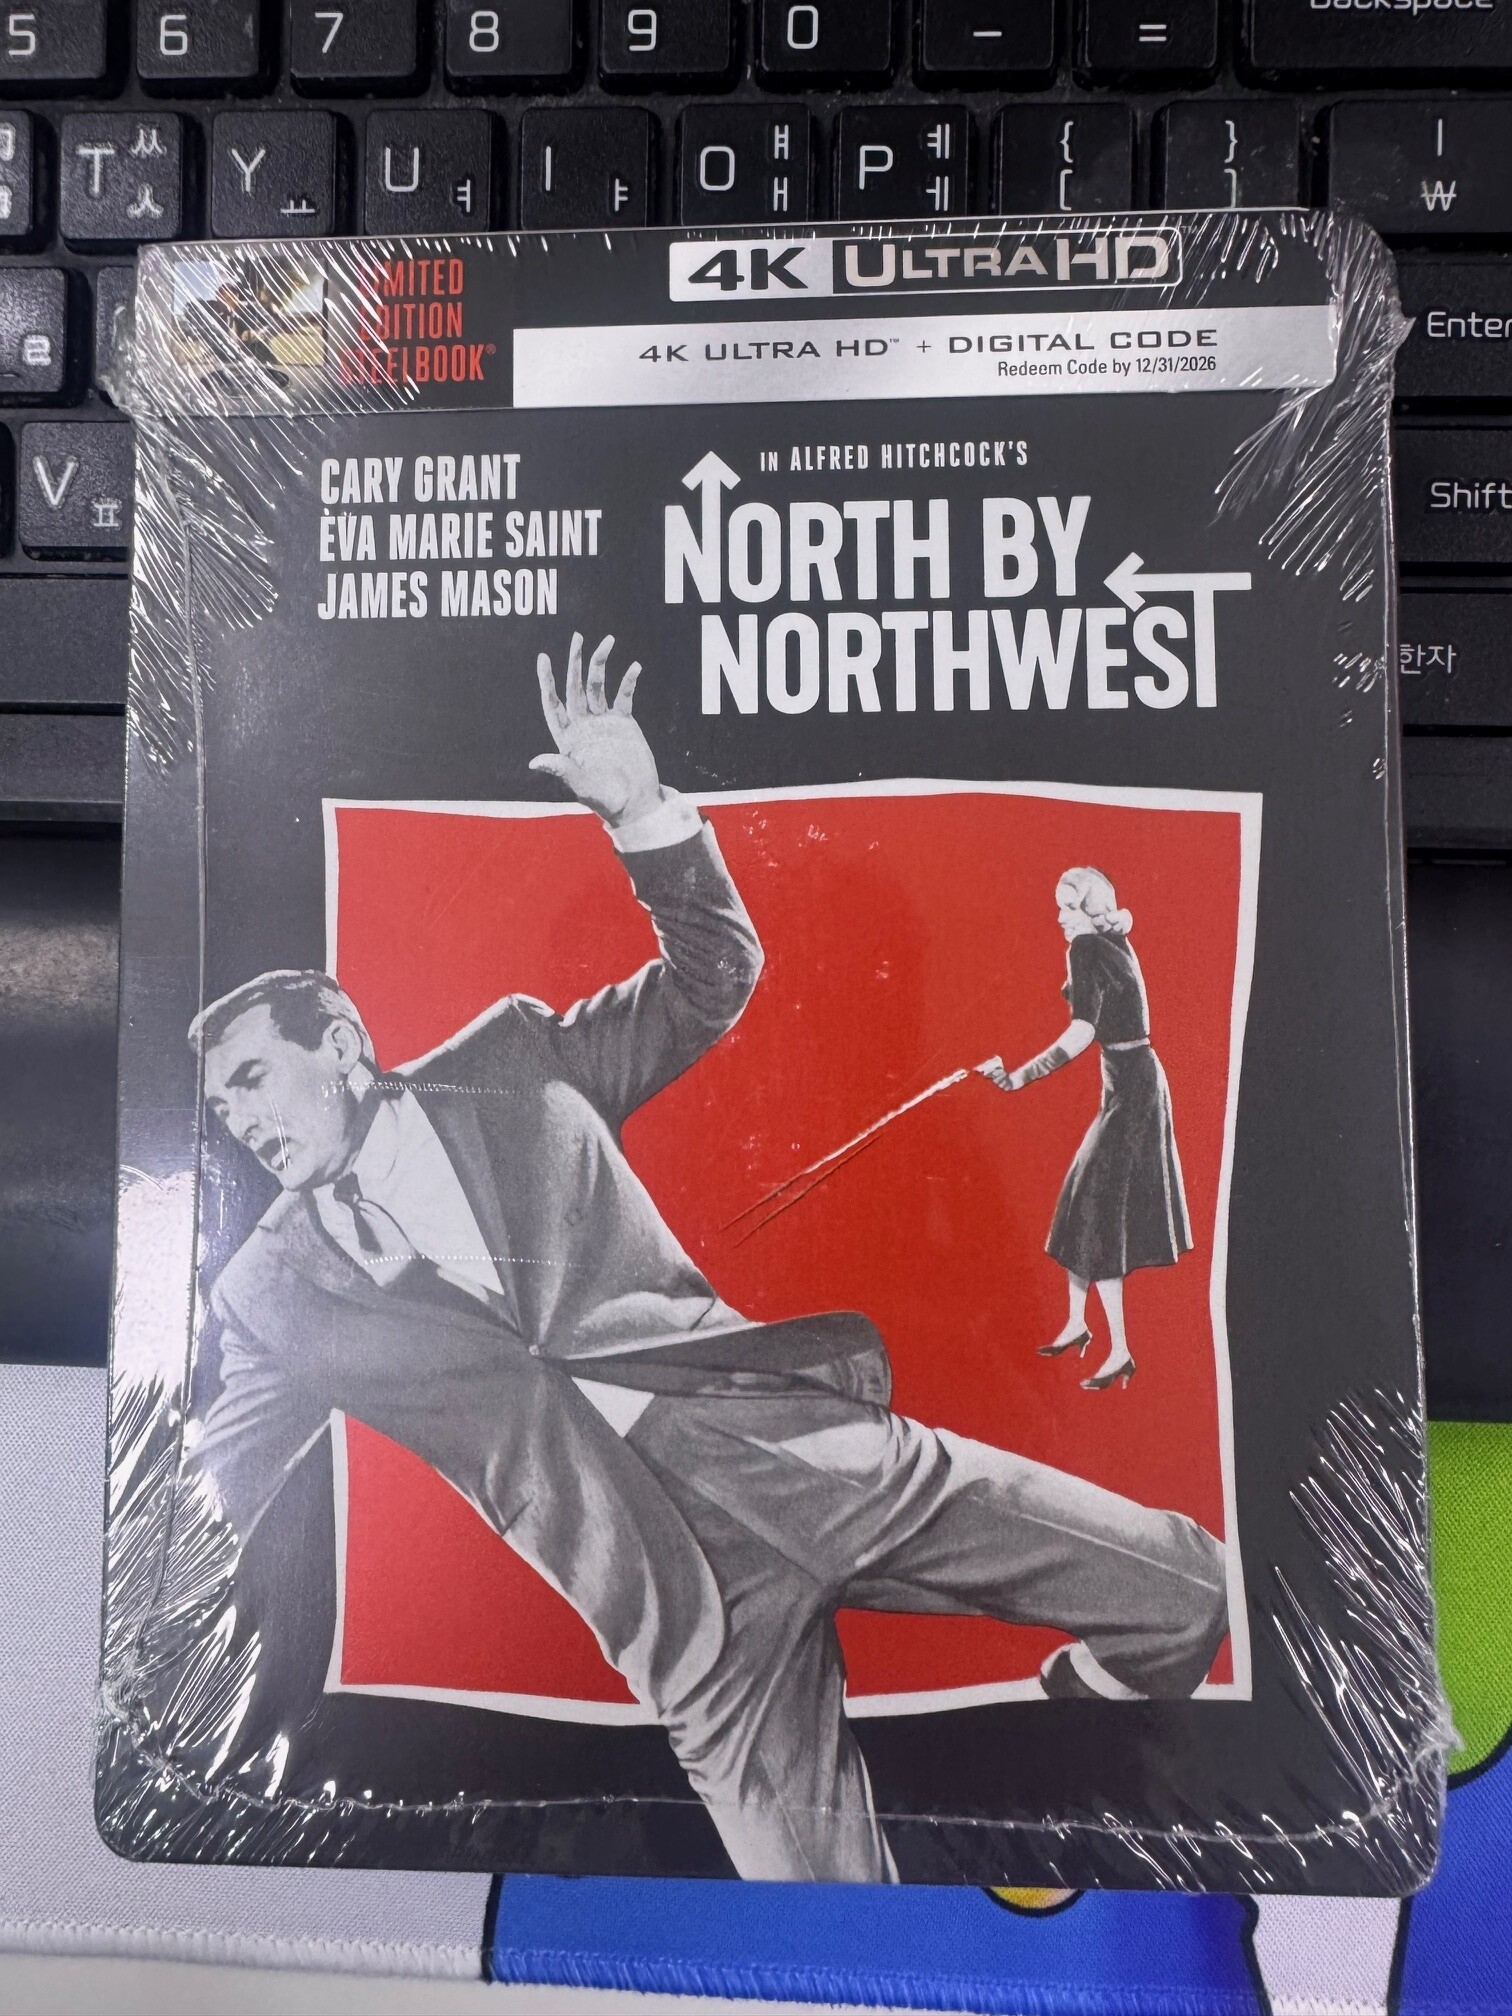 5 6 7 8 9 0 - =
Backspace
T ㅆ ㅅ Y ㅛ U ㅕ I ㅑ O ㅒ ㅐ P ㅖ ㅔ { [ } ] | ₩
Enter
V ㅍ
Shift
한자
LIMITED
EDITION
STEELBOOK®
4K ULTRA HD™
4K ULTRA HD™ + DIGITAL CODE
Redeem Code by 12/31/2026
CARY GRANT
EVA MARIE SAINT
JAMES MASON
IN ALFRED HITCHCOCK'S
NORTH BY
NORTHWEST